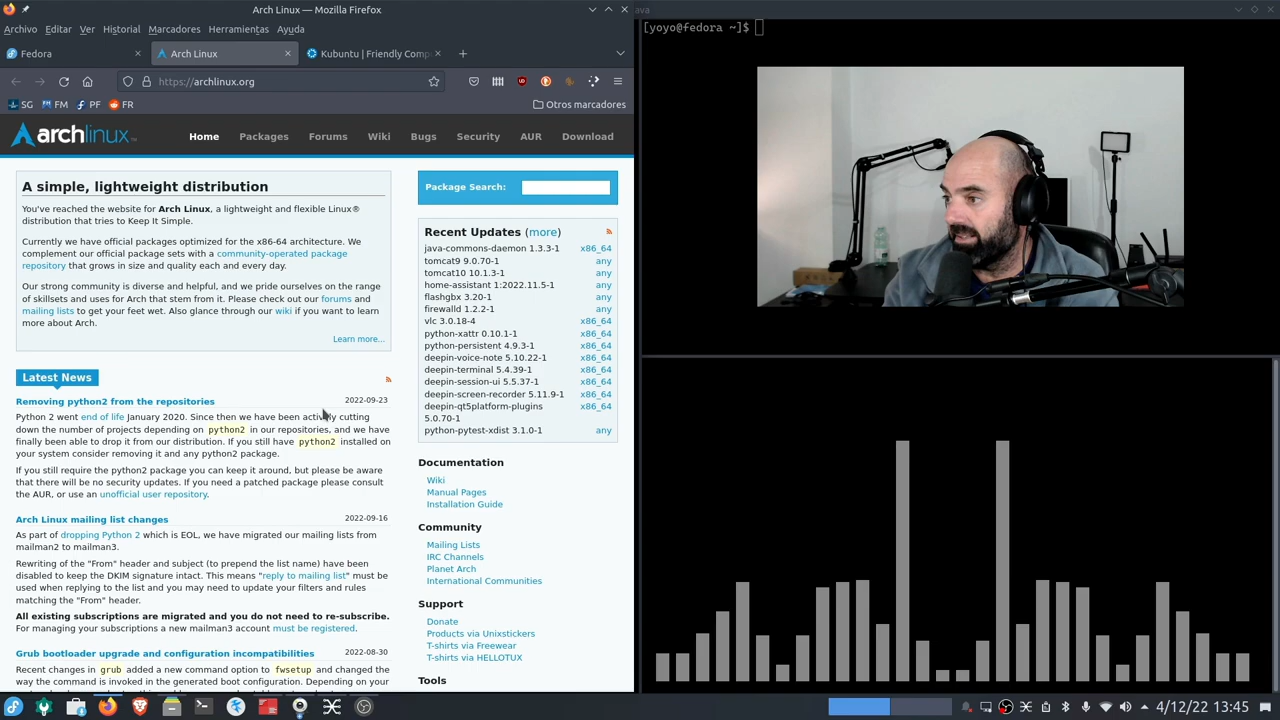 Arch Linux — Mozilla Firefox
Archivo Editar Ver Historial Marcadores Herramientas Ayuda
Fedora
Arch Linux
Kubuntu | Friendly Comp
https://archlinux.org
SG FM PF FR
Otros marcadores
archlinux
Home Packages Forums Wiki Bugs Security AUR Download
A simple, lightweight distribution
You've reached the website for Arch Linux, a lightweight and flexible Linux®
distribution that tries to Keep It Simple.
Currently we have official packages optimized for the x86-64 architecture. We
complement our official package sets with a community-operated package
repository that grows in size and quality each and every day.
Our strong community is diverse and helpful, and we pride ourselves on the range
of skillsets and uses for Arch that stem from it. Please check out our forums and
mailing lists to get your feet wet. Also glance through our wiki if you want to learn
more about Arch.
Learn more...
Latest News
Removing python2 from the repositories 2022-09-23
Python 2 went end of life January 2020. Since then we have been actively cutting
down the number of projects depending on python2 in our repositories, and we have
finally been able to drop it from our distribution. If you still have python2 installed on
your system consider removing it and any python2 package.
If you still require the python2 package you can keep it around, but please be aware
that there will be no security updates. If you need a patched package please consult
the AUR, or use an unofficial user repository.
Arch Linux mailing list changes 2022-09-16
As part of dropping Python 2 which is EOL, we have migrated our mailing lists from
mailman2 to mailman3.
Rewriting of the "From" header and subject (to prepend the list name) have been
disabled to keep the DKIM signature intact. This means "reply to mailing list" must be
used when replying to the list and you may need to update your filters and rules
matching the "From" header.
All existing subscriptions are migrated and you do not need to re-subscribe.
For managing your subscriptions a new mailman3 account must be registered.
Grub bootloader upgrade and configuration incompatibilities 2022-08-30
Recent changes in grub added a new command option to fwsetup and changed the
way the command is invoked in the generated boot configuration. Depending on your
Package Search:
Recent Updates (more)
java-commons-daemon 1.3.3-1 x86_64
tomcat9 9.0.70-1 any
tomcat10 10.1.3-1 any
home-assistant 1:2022.11.5-1 any
flashgbx 3.20-1 any
firewalld 1.2.2-1 any
vlc 3.0.18-4 x86_64
python-xattr 0.10.1-1 x86_64
python-persistent 4.9.3-1 x86_64
deepin-voice-note 5.10.22-1 x86_64
deepin-terminal 5.4.39-1 x86_64
deepin-session-ui 5.5.37-1 x86_64
deepin-screen-recorder 5.11.9-1 x86_64
deepin-qt5platform-plugins x86_64
5.0.70-1
python-pytest-xdist 3.1.0-1 any
Documentation
Wiki
Manual Pages
Installation Guide
Community
Mailing Lists
IRC Channels
Planet Arch
International Communities
Support
Donate
Products via Unixstickers
T-shirts via Freewear
T-shirts via HELLOTUX
Tools
ava
[yoyo@fedora ~]$
4/12/22 13:45